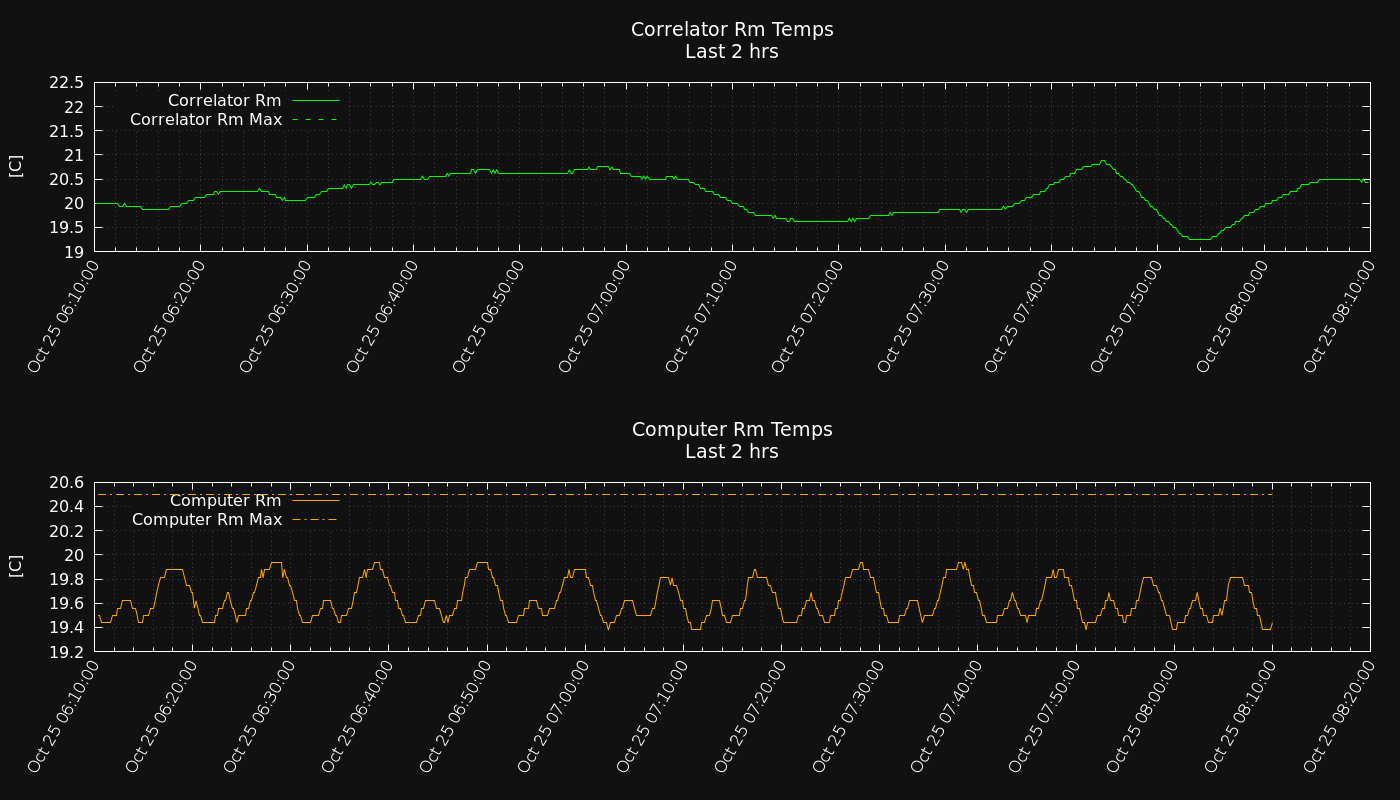 Correlator Rm Temps
Last 2 hrs
22.5
22
21.5
21
20.5
20
19.5
19
[C]
Correlator Rm
Correlator Rm Max
Oct 25 06:10:00
Oct 25 06:20:00
Oct 25 06:30:00
Oct 25 06:40:00
Oct 25 06:50:00
Oct 25 07:00:00
Oct 25 07:10:00
Oct 25 07:20:00
Oct 25 07:30:00
Oct 25 07:40:00
Oct 25 07:50:00
Oct 25 08:00:00
Oct 25 08:10:00
Computer Rm Temps
Last 2 hrs
20.6
20.4
20.2
20
19.8
19.6
19.4
19.2
[C]
Computer Rm
Computer Rm Max
Oct 25 06:10:00
Oct 25 06:20:00
Oct 25 06:30:00
Oct 25 06:40:00
Oct 25 06:50:00
Oct 25 07:00:00
Oct 25 07:10:00
Oct 25 07:20:00
Oct 25 07:30:00
Oct 25 07:40:00
Oct 25 07:50:00
Oct 25 08:00:00
Oct 25 08:10:00
Oct 25 08:20:00